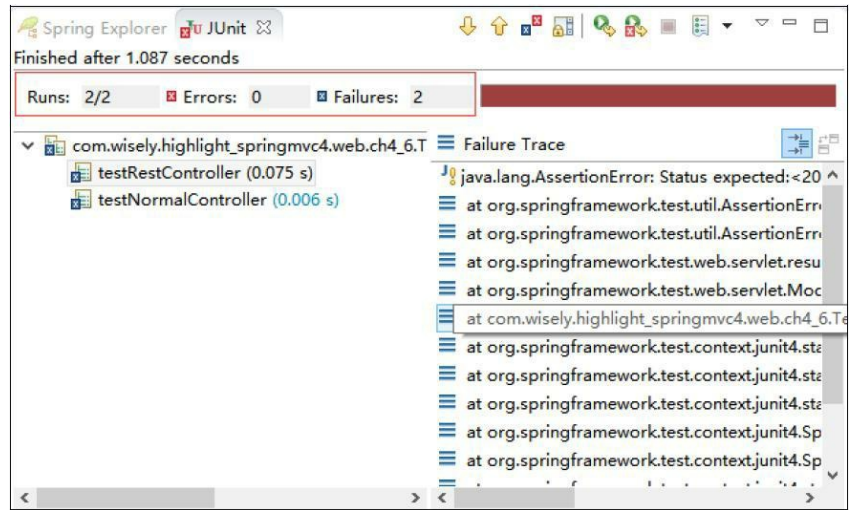 Spring Explorer JUnit
Finished after 1.087 seconds
Runs: 2/2 Errors: 0 Failures: 2
com.wisely.highlight_springmvc4.web.ch4_6.T
testRestController (0.075 s)
testNormalController (0.006 s)
Failure Trace
java.lang.AssertionError: Status expected:<20
at org.springframework.test.util.AssertionErr
at org.springframework.test.util.AssertionErr
at org.springframework.test.web.servlet.resu
at org.springframework.test.web.servlet.Moc
at com.wisely.highlight_springmvc4.web.ch4_6.Te
at org.springframework.test.context.junit4.sta
at org.springframework.test.context.junit4.sta
at org.springframework.test.context.junit4.sta
at org.springframework.test.context.junit4.Sp
at org.springframework.test.context.junit4.Sp